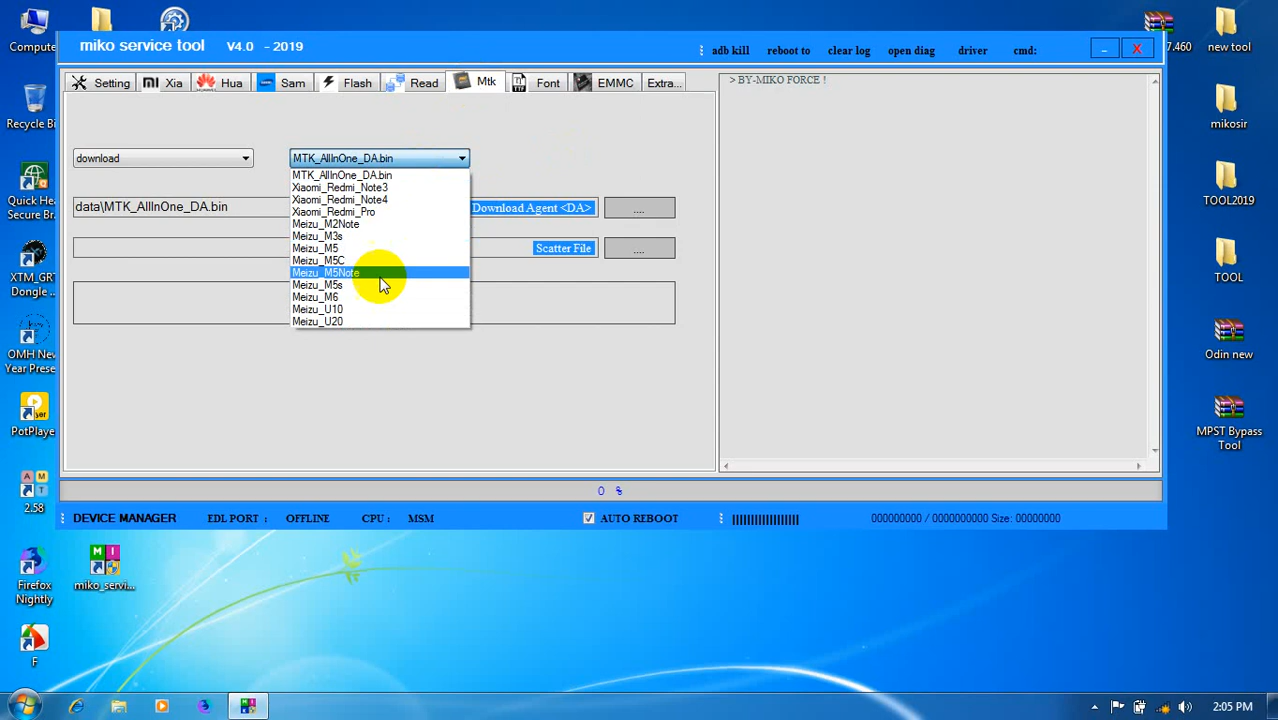 Compute
7.460
new tool
miko service tool V4.0 - 2019
adb kill reboot to clear log open diag driver cmd:
Setting Xia Hua Sam Flash Read Mtk Font EMMC Extra...
> BY-MIKO FORCE !
Recycle Bi
mikosir
download
MTK_AllInOne_DA.bin
MTK_AllInOne_DA.bin
Xiaomi_Redmi_Note3
Xiaomi_Redmi_Note4
Xiaomi_Redmi_Pro
Meizu_M2Note
Meizu_M3s
Meizu_M5
Meizu_M5C
Meizu_M5Note
Meizu_M5s
Meizu_M6
Meizu_U10
Meizu_U20
data\MTK_AllInOne_DA.bin
Download Agent <DA>
....
Scatter File
....
Quick He
Secure Br
TOOL2019
XTM_GRT
Dongle ...
TOOL
OMH New
Year Prese
Odin new
PotPlaye
MPST Bypass
Tool
A M
T
2.58
0 %
DEVICE MANAGER EDL PORT : OFFLINE CPU : MSM AUTO REBOOT 000000000 / 0000000000 Size: 00000000
M I
Firefox
Nightly
miko_servi...
F
2:05 PM